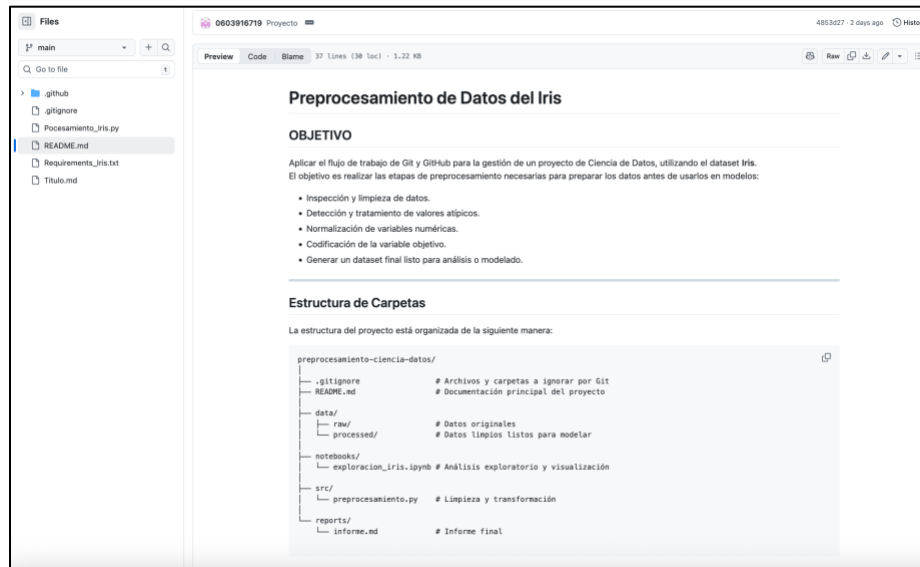 Files
main
Go to file
t
.github
.gitignore
Pocesamiento_Iris.py
README.md
Requirements_Iris.txt
Titulo.md
0603916719 Proyecto
4853d27 · 2 days ago
Histo
Preview Code Blame 37 lines (30 loc) · 1.22 KB
Raw
Preprocesamiento de Datos del Iris
OBJETIVO
Aplicar el flujo de trabajo de Git y GitHub para la gestión de un proyecto de Ciencia de Datos, utilizando el dataset Iris.
El objetivo es realizar las etapas de preprocesamiento necesarias para preparar los datos antes de usarlos en modelos:
• Inspección y limpieza de datos.
• Detección y tratamiento de valores atípicos.
• Normalización de variables numéricas.
• Codificación de la variable objetivo.
• Generar un dataset final listo para análisis o modelado.
Estructura de Carpetas
La estructura del proyecto está organizada de la siguiente manera:
preprocesamiento-ciencia-datos/
│
├── .gitignore # Archivos y carpetas a ignorar por Git
├── README.md # Documentación principal del proyecto
│
├── data/
│ ├── raw/ # Datos originales
│ └── processed/ # Datos limpios listos para modelar
│
├── notebooks/
│ └── exploracion_iris.ipynb # Análisis exploratorio y visualización
│
├── src/
│ └── preprocesamiento.py # Limpieza y transformación
│
└── reports/
└── informe.md # Informe final